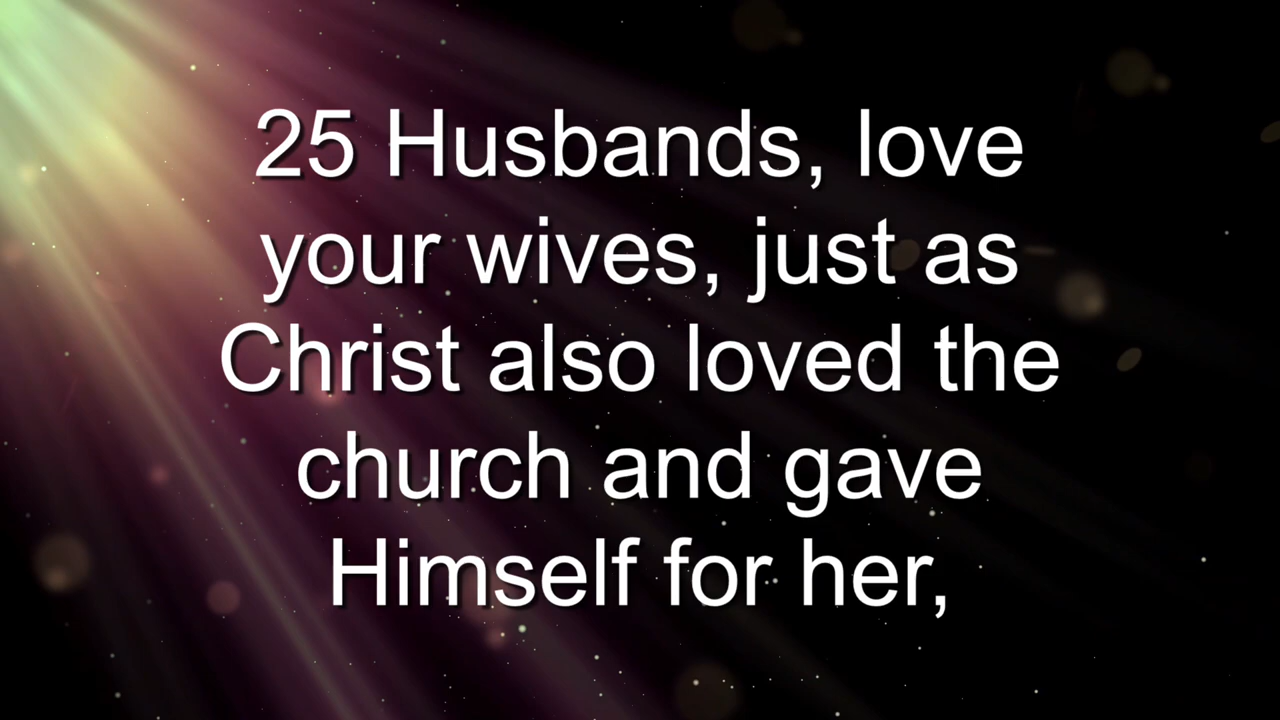 25 Husbands, love
your wives, just as
Christ also loved the
church and gave
Himself for her,